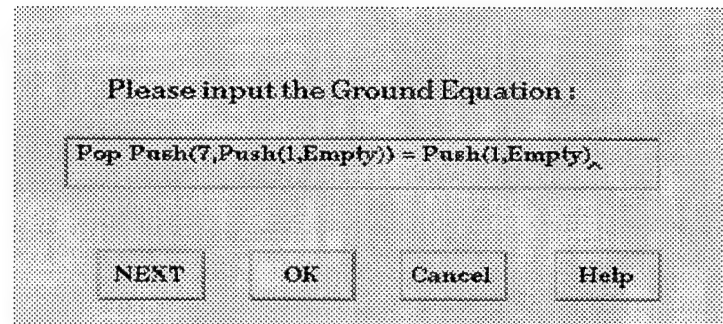 Please input the Ground Equation :
Pop Push(7,Push(1,Empty)) = Push(1,Empty)^
NEXT OK Cancel Help